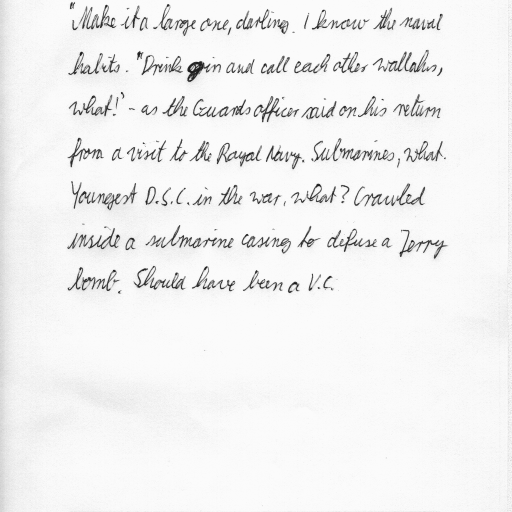 "Make it a large one, darling. I know the naval
habits. "Drink gin and call each other wallahs,
what!' - as the Guards officer said on his return
from a visit to the Royal Navy. Submarines, what.
Youngest D.S.C. in the war, what? Crawled
inside a submarine casing to defuse a Jerry
bomb. Should have been a V.C.